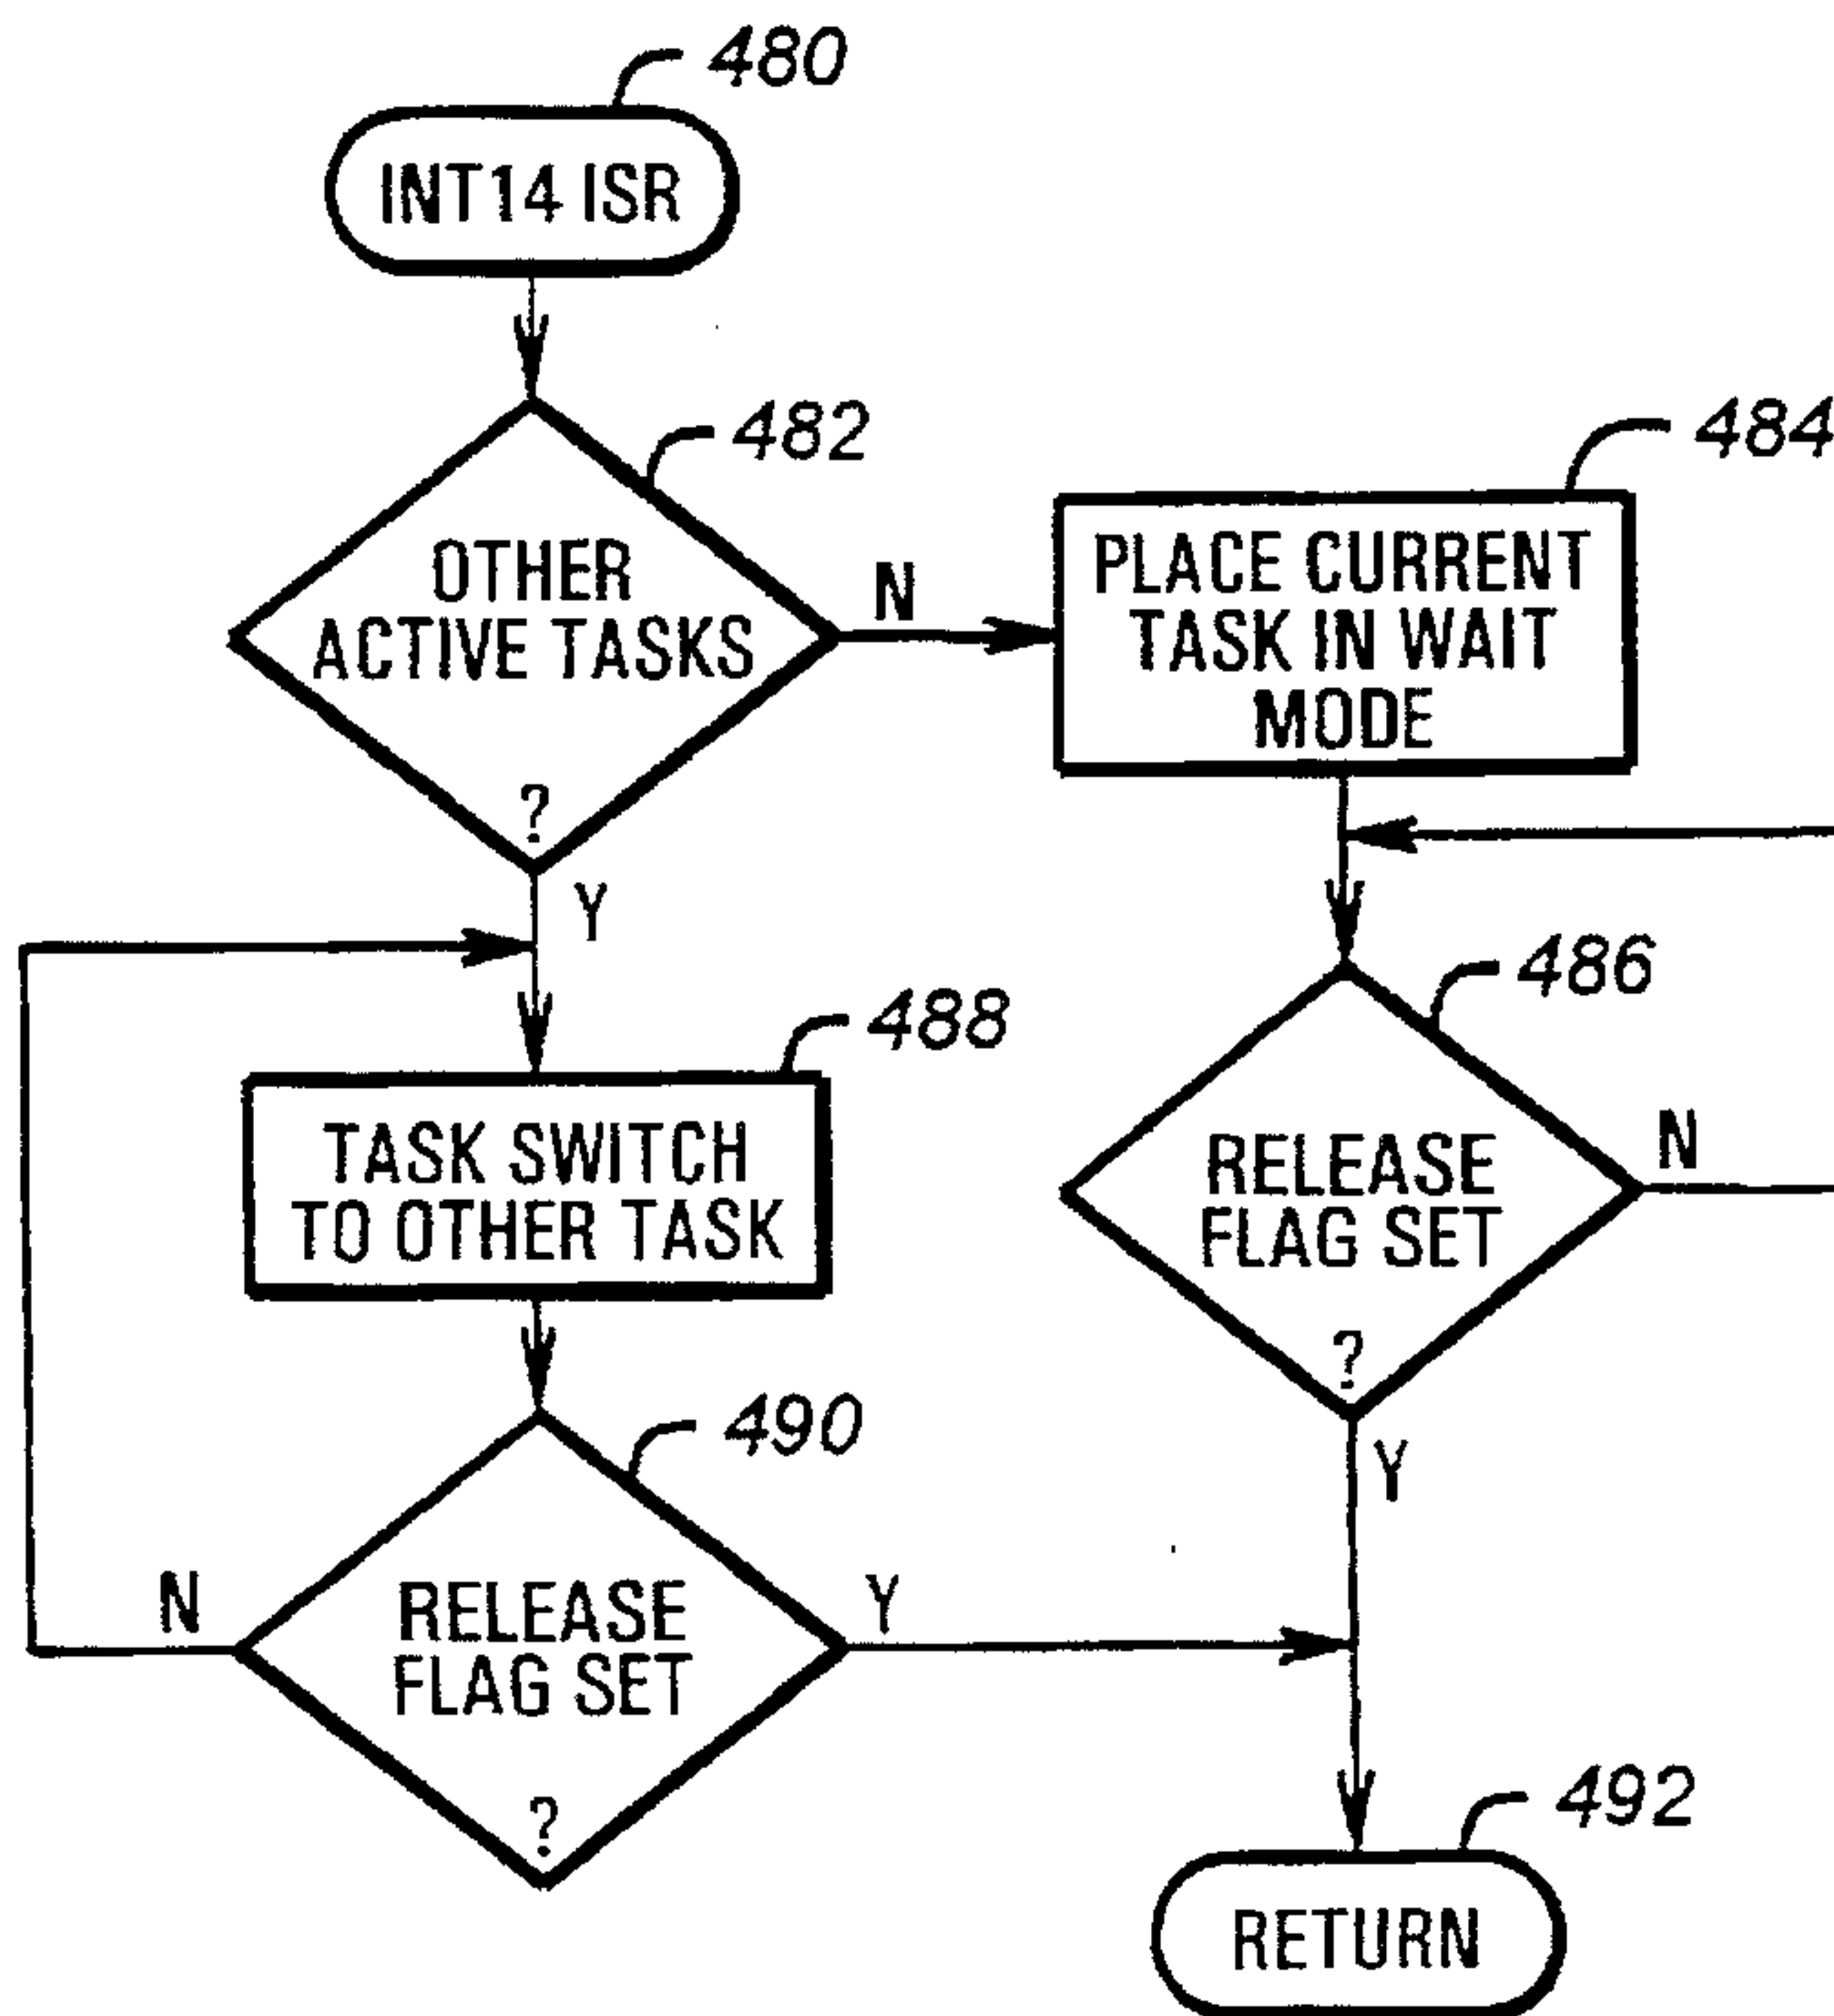 480
INT14 ISR
482
OTHER
ACTIVE TASKS
?
N
Y
484
PLACE CURRENT
TASK IN WAIT
MODE
486
RELEASE
FLAG SET
?
N
Y
488
TASK SWITCH
TO OTHER TASK
490
RELEASE
FLAG SET
?
N
Y
492
RETURN